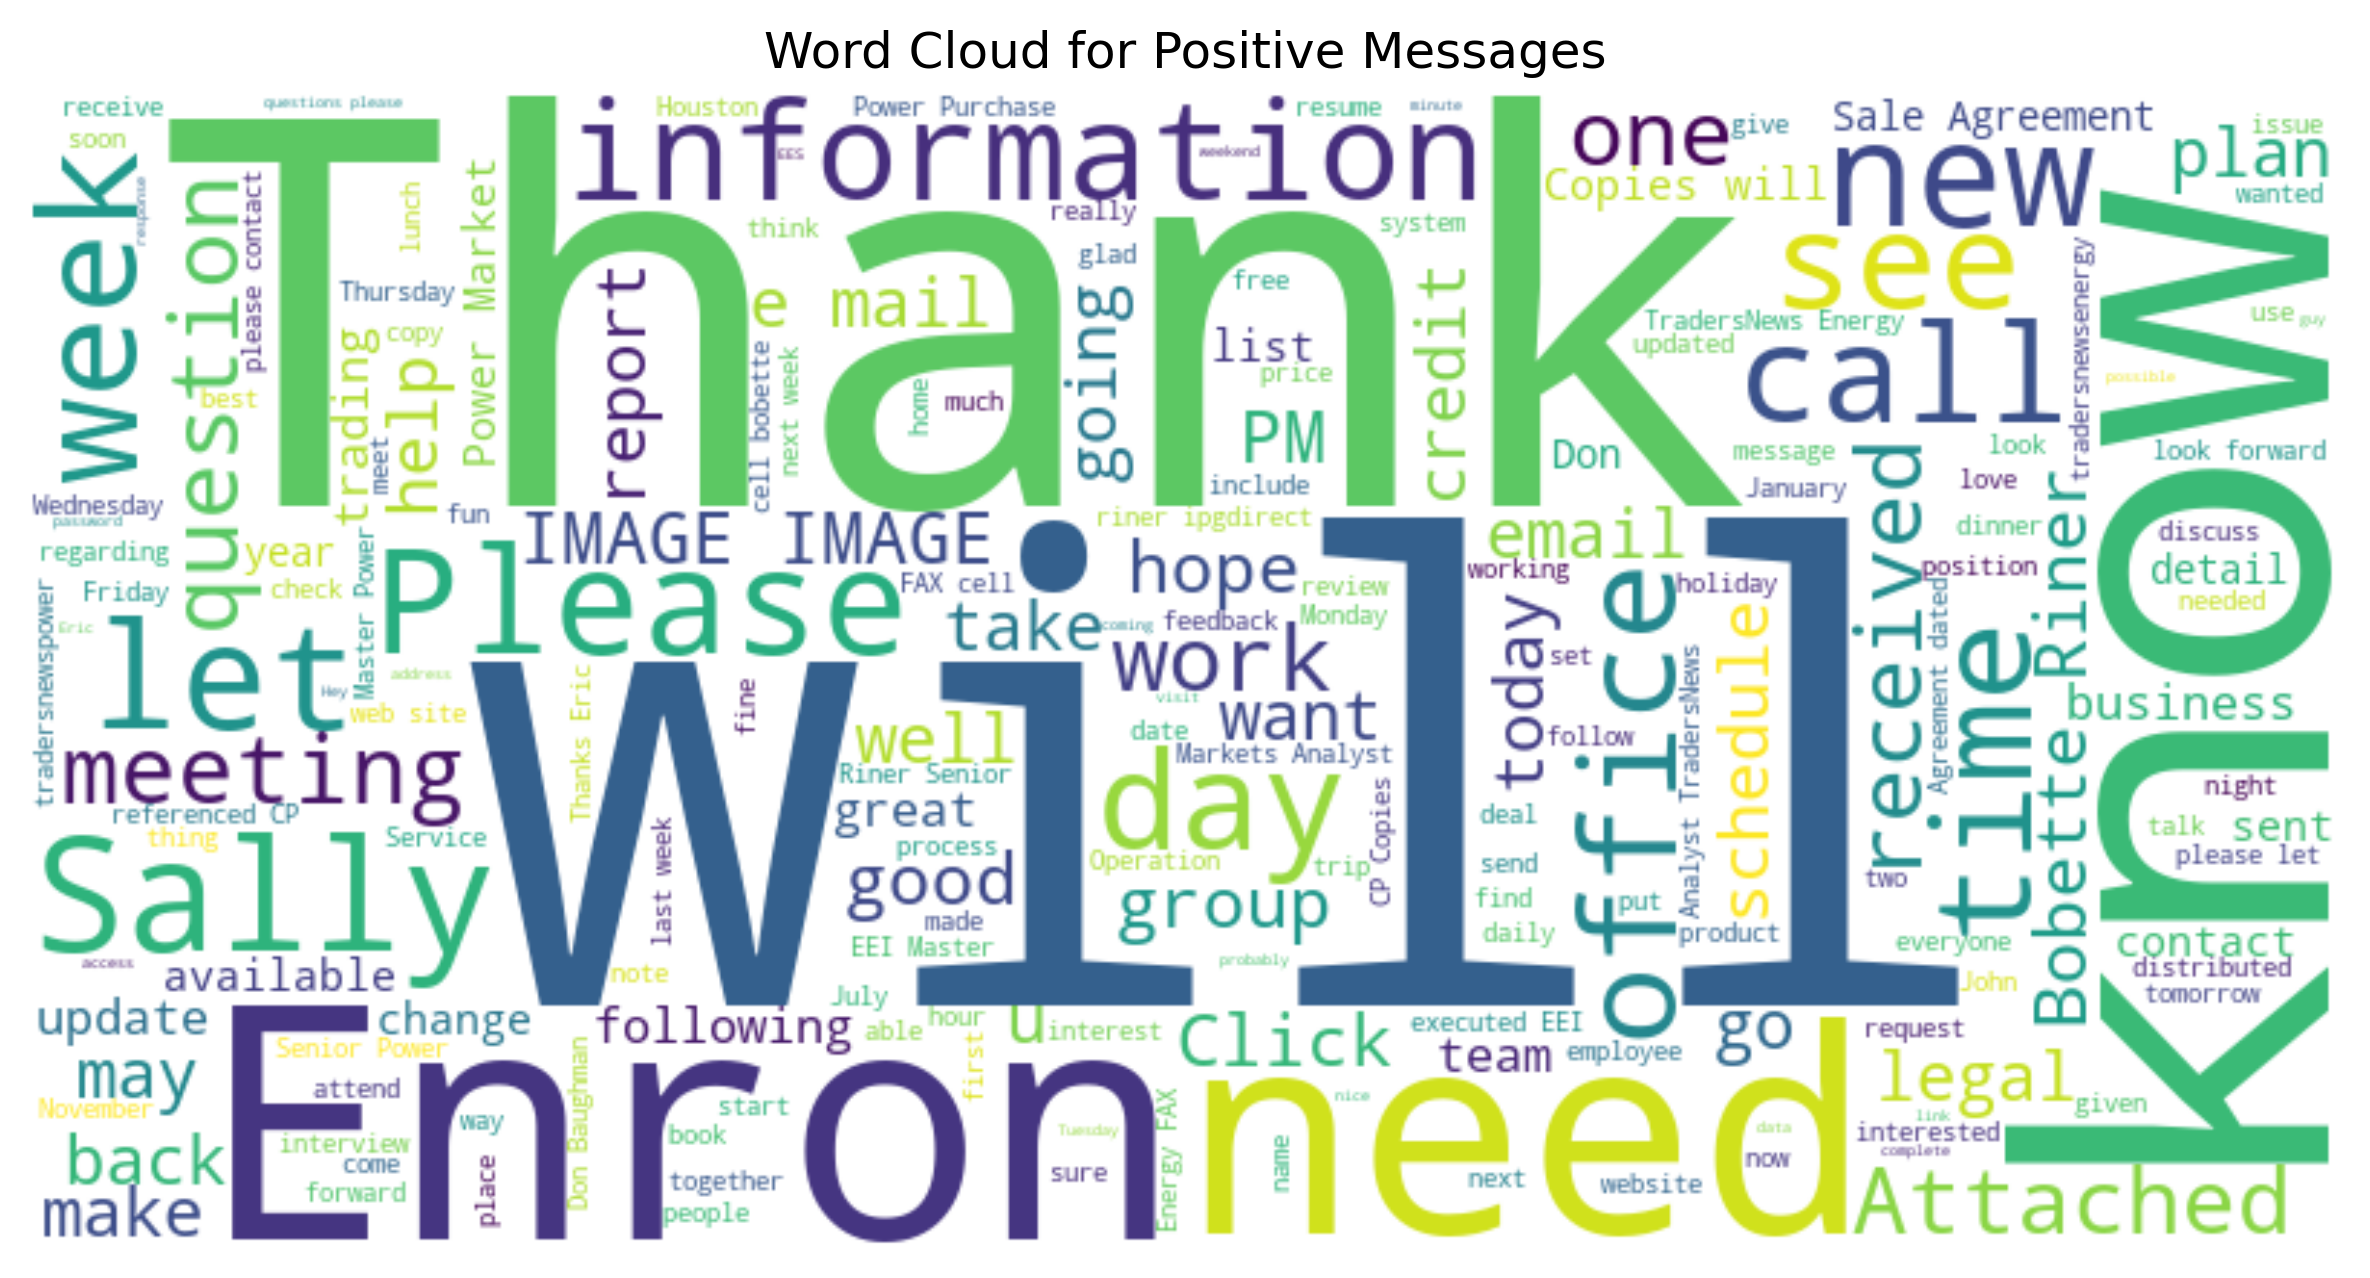 Word Cloud for Positive Messages
receive
questions please
Houston
Power Purchase
resume
minute
one
give
Sale Agreement
issue
soon
week
response
Thank
information
EES
weekend
Copies will
new
plan
wanted
question
please contact
lunch
Power Market
think
really
system
see
Thursday
report
e mail
glad
going
free
credit
TradersNews Energy
updated
tradersnewsenergy
use
guy
trading
copy
help
list
price
call
possible
best
home
much
cell bobette
next week
PM
Don
message
look
look forward
meet
include
January
love
received
know
Wednesday
password
fun
riner ipgdirect
email
dinner
discuss
regarding
year
IMAGE IMAGE
hope
working
holiday
position
detail
Friday
check
Please
FAX cell
review
needed
tradersnewspower
Eric
Master Power
take
coming
feedback
Monday
let
Hey
address
work
today
set
office
schedule
time
Agreement dated
Bobette Riner
business
web site
Thanks Eric
fine
visit
want
date
follow
meeting
Will
well
Markets Analyst
Riner Senior
day
Analyst TradersNews
night
referenced CP
great
CP Copies
deal
talk
sent
thing
Service
last week
process
Operation
trip
send
two
please let
Sally
good
group
find
put
made
daily
product
everyone
contact
access
available
EEI Master
note
probably
John
distributed
tomorrow
update
change
following
July
able
hour
u
interest
Click
executed EEI
go
request
Senior Power
first
team
employee
may
attend
Enron
need
legal
November
Don Baughman
way
start
Energy FAX
nice
given
link
interview
book
Tuesday
data
interested
back
come
place
sure
name
now
complete
forward
together
next
website
make
people
Attached